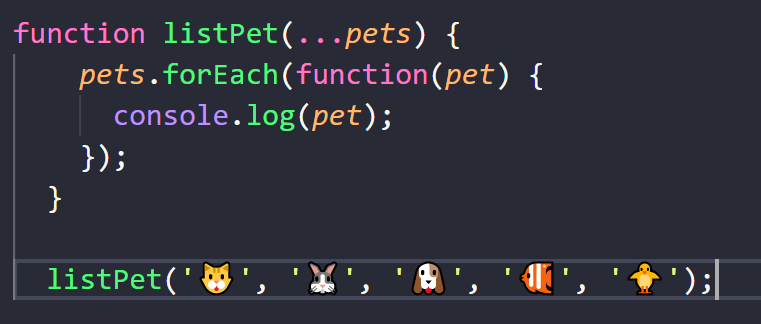 function listPet(...pets) {
    pets.forEach(function(pet) {
      console.log(pet);
    });
  }

  listPet('🐱', '🐰', '🐶', '🐠', '🐥');